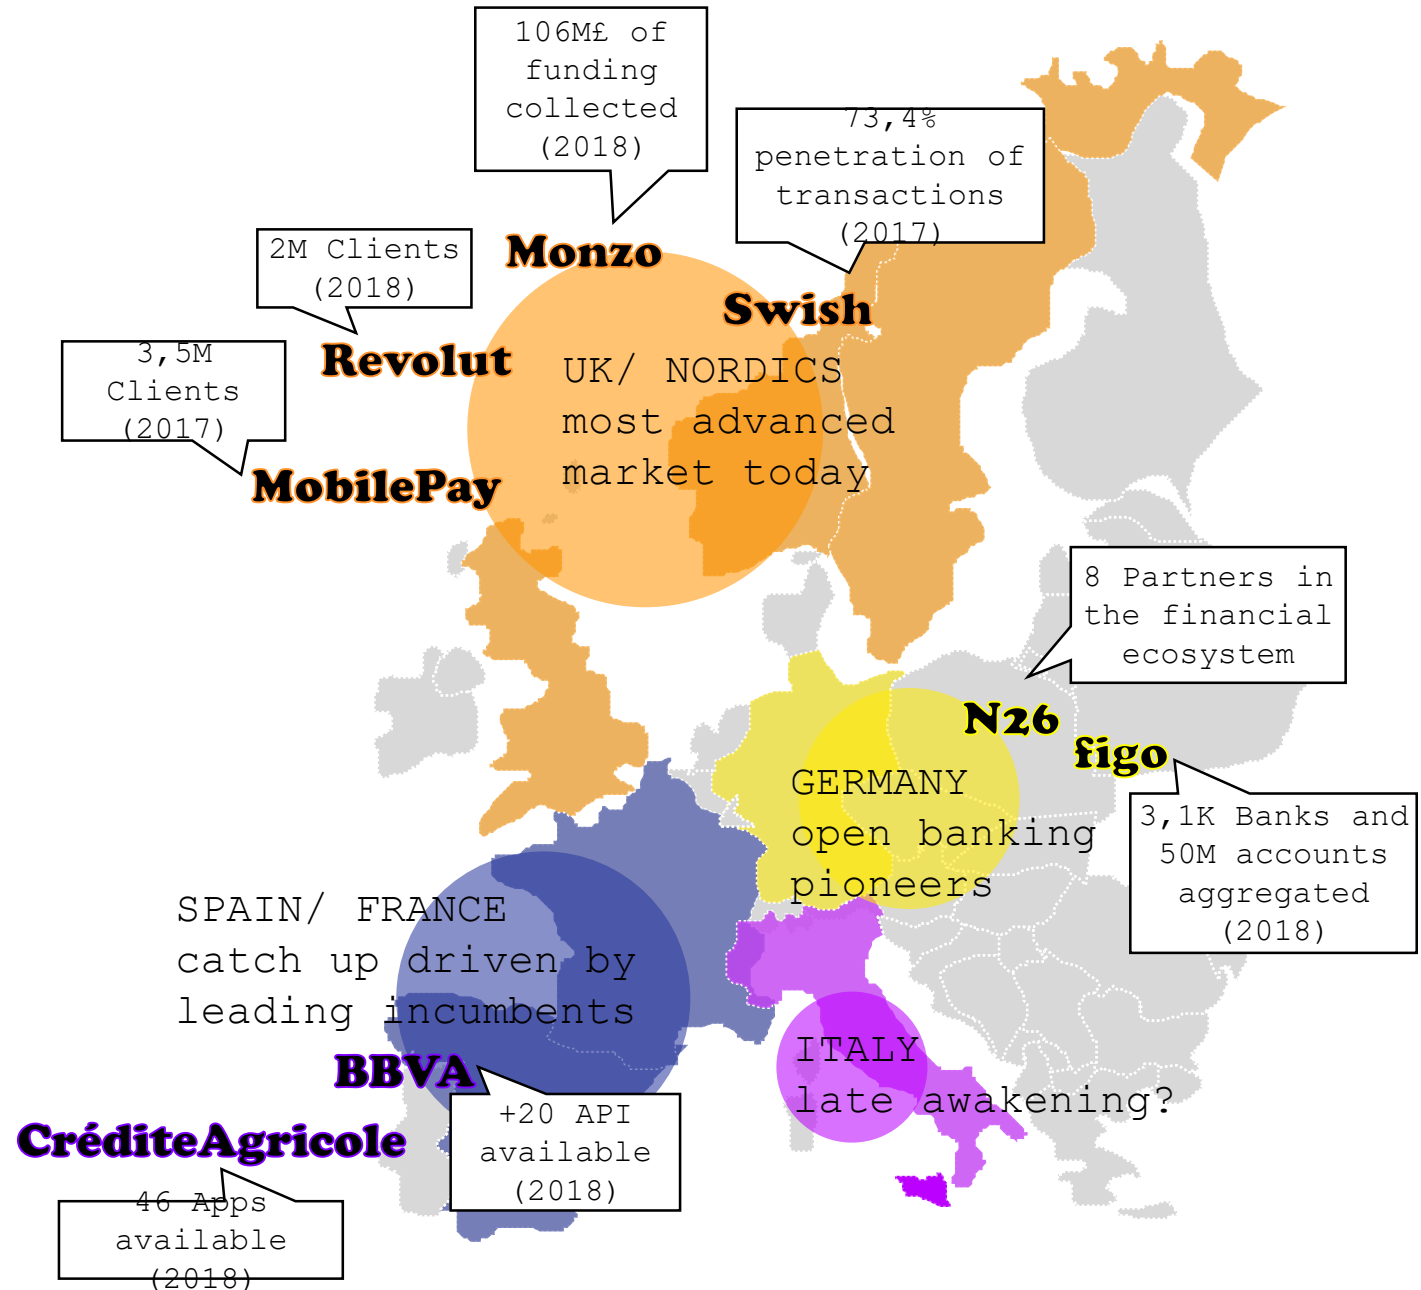 106M£ of
funding
collected
(2018)
73,4%
penetration of
transactions
(2017)
2M Clients
(2018)
Monzo
Swish
3,5M
Clients
(2017)
Revolut
MobilePay
UK/ NORDICS
most advanced
market today
8 Partners in
the financial
ecosystem
N26
figo
GERMANY
open banking
pioneers
3,1K Banks and
50M accounts
aggregated
(2018)
SPAIN/ FRANCE
catch up driven by
leading incumbents
BBVA
ITALY
late awakening?
+20 API
available
(2018)
CréditeAgricole
46 Apps
available
(2018)